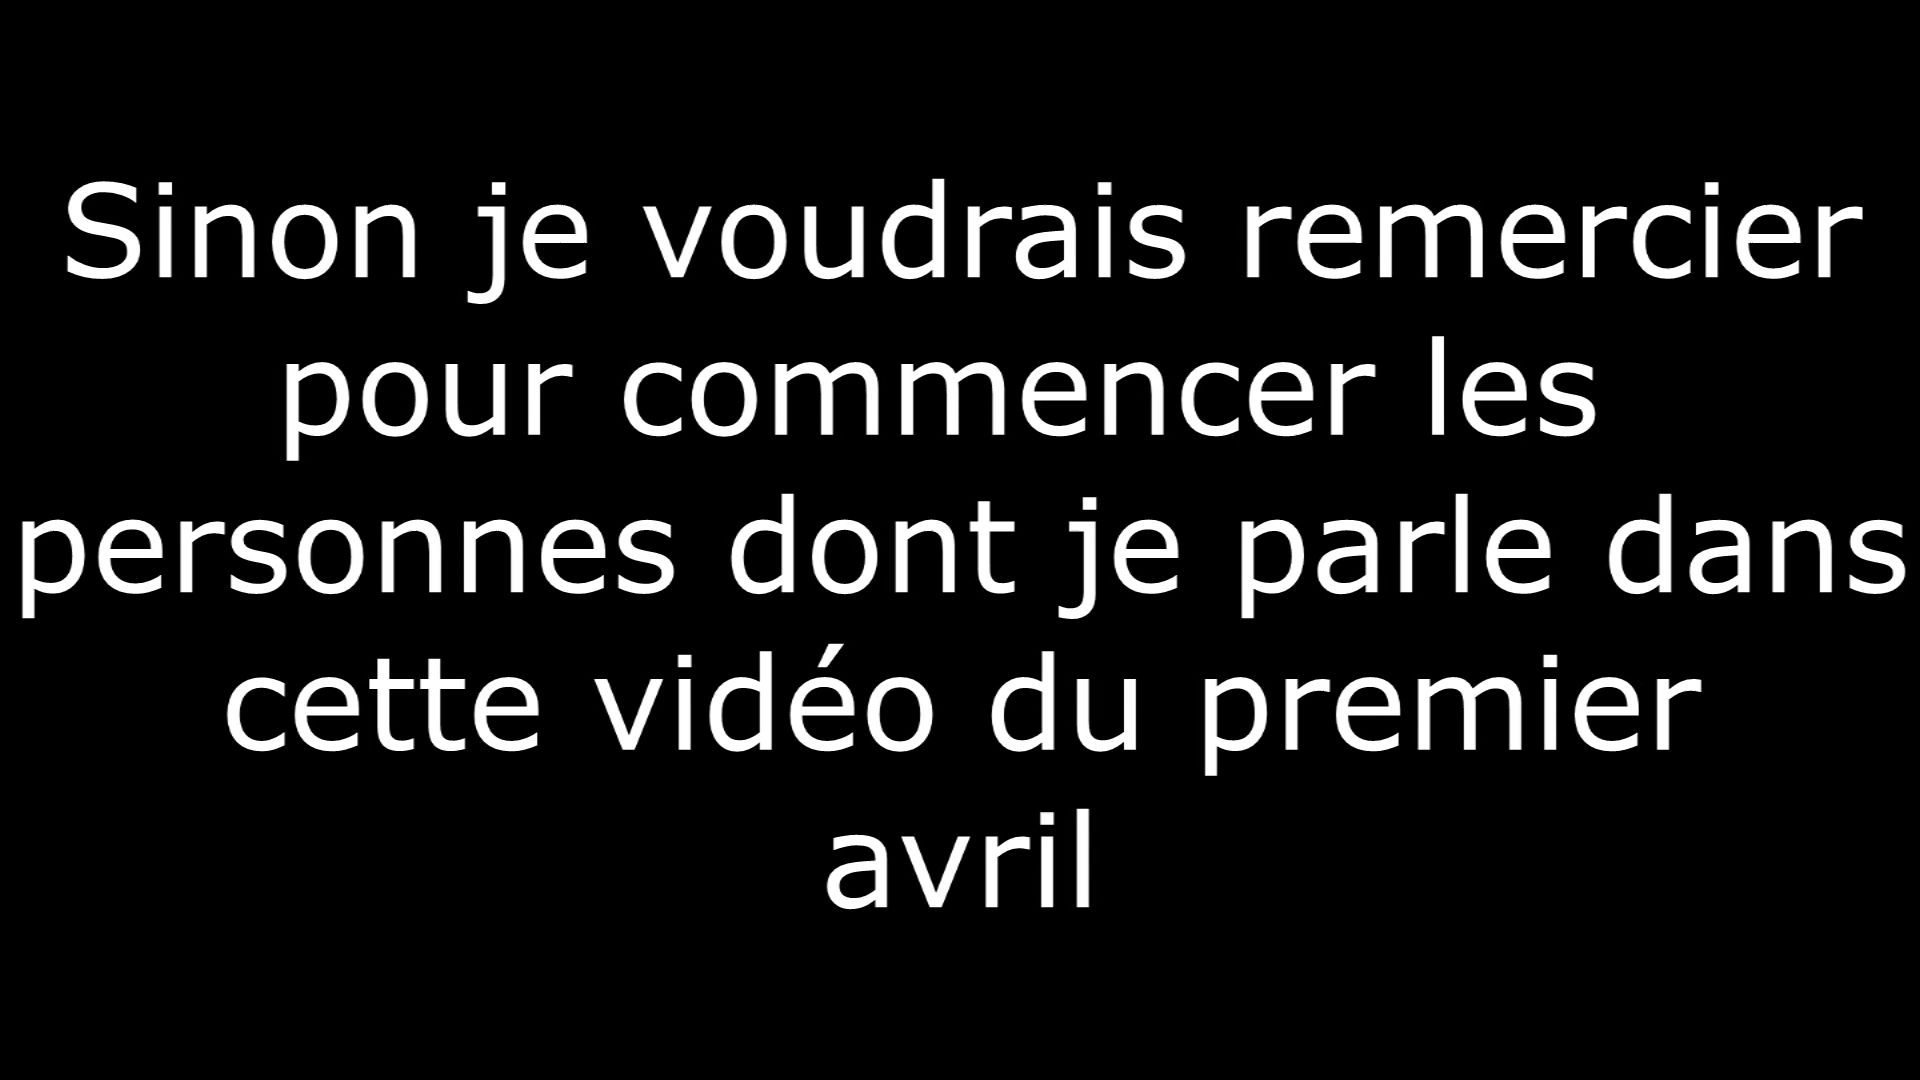 Sinon je voudrais remercier
pour commencer les
personnes dont je parle dans
cette vidéo du premier
avril